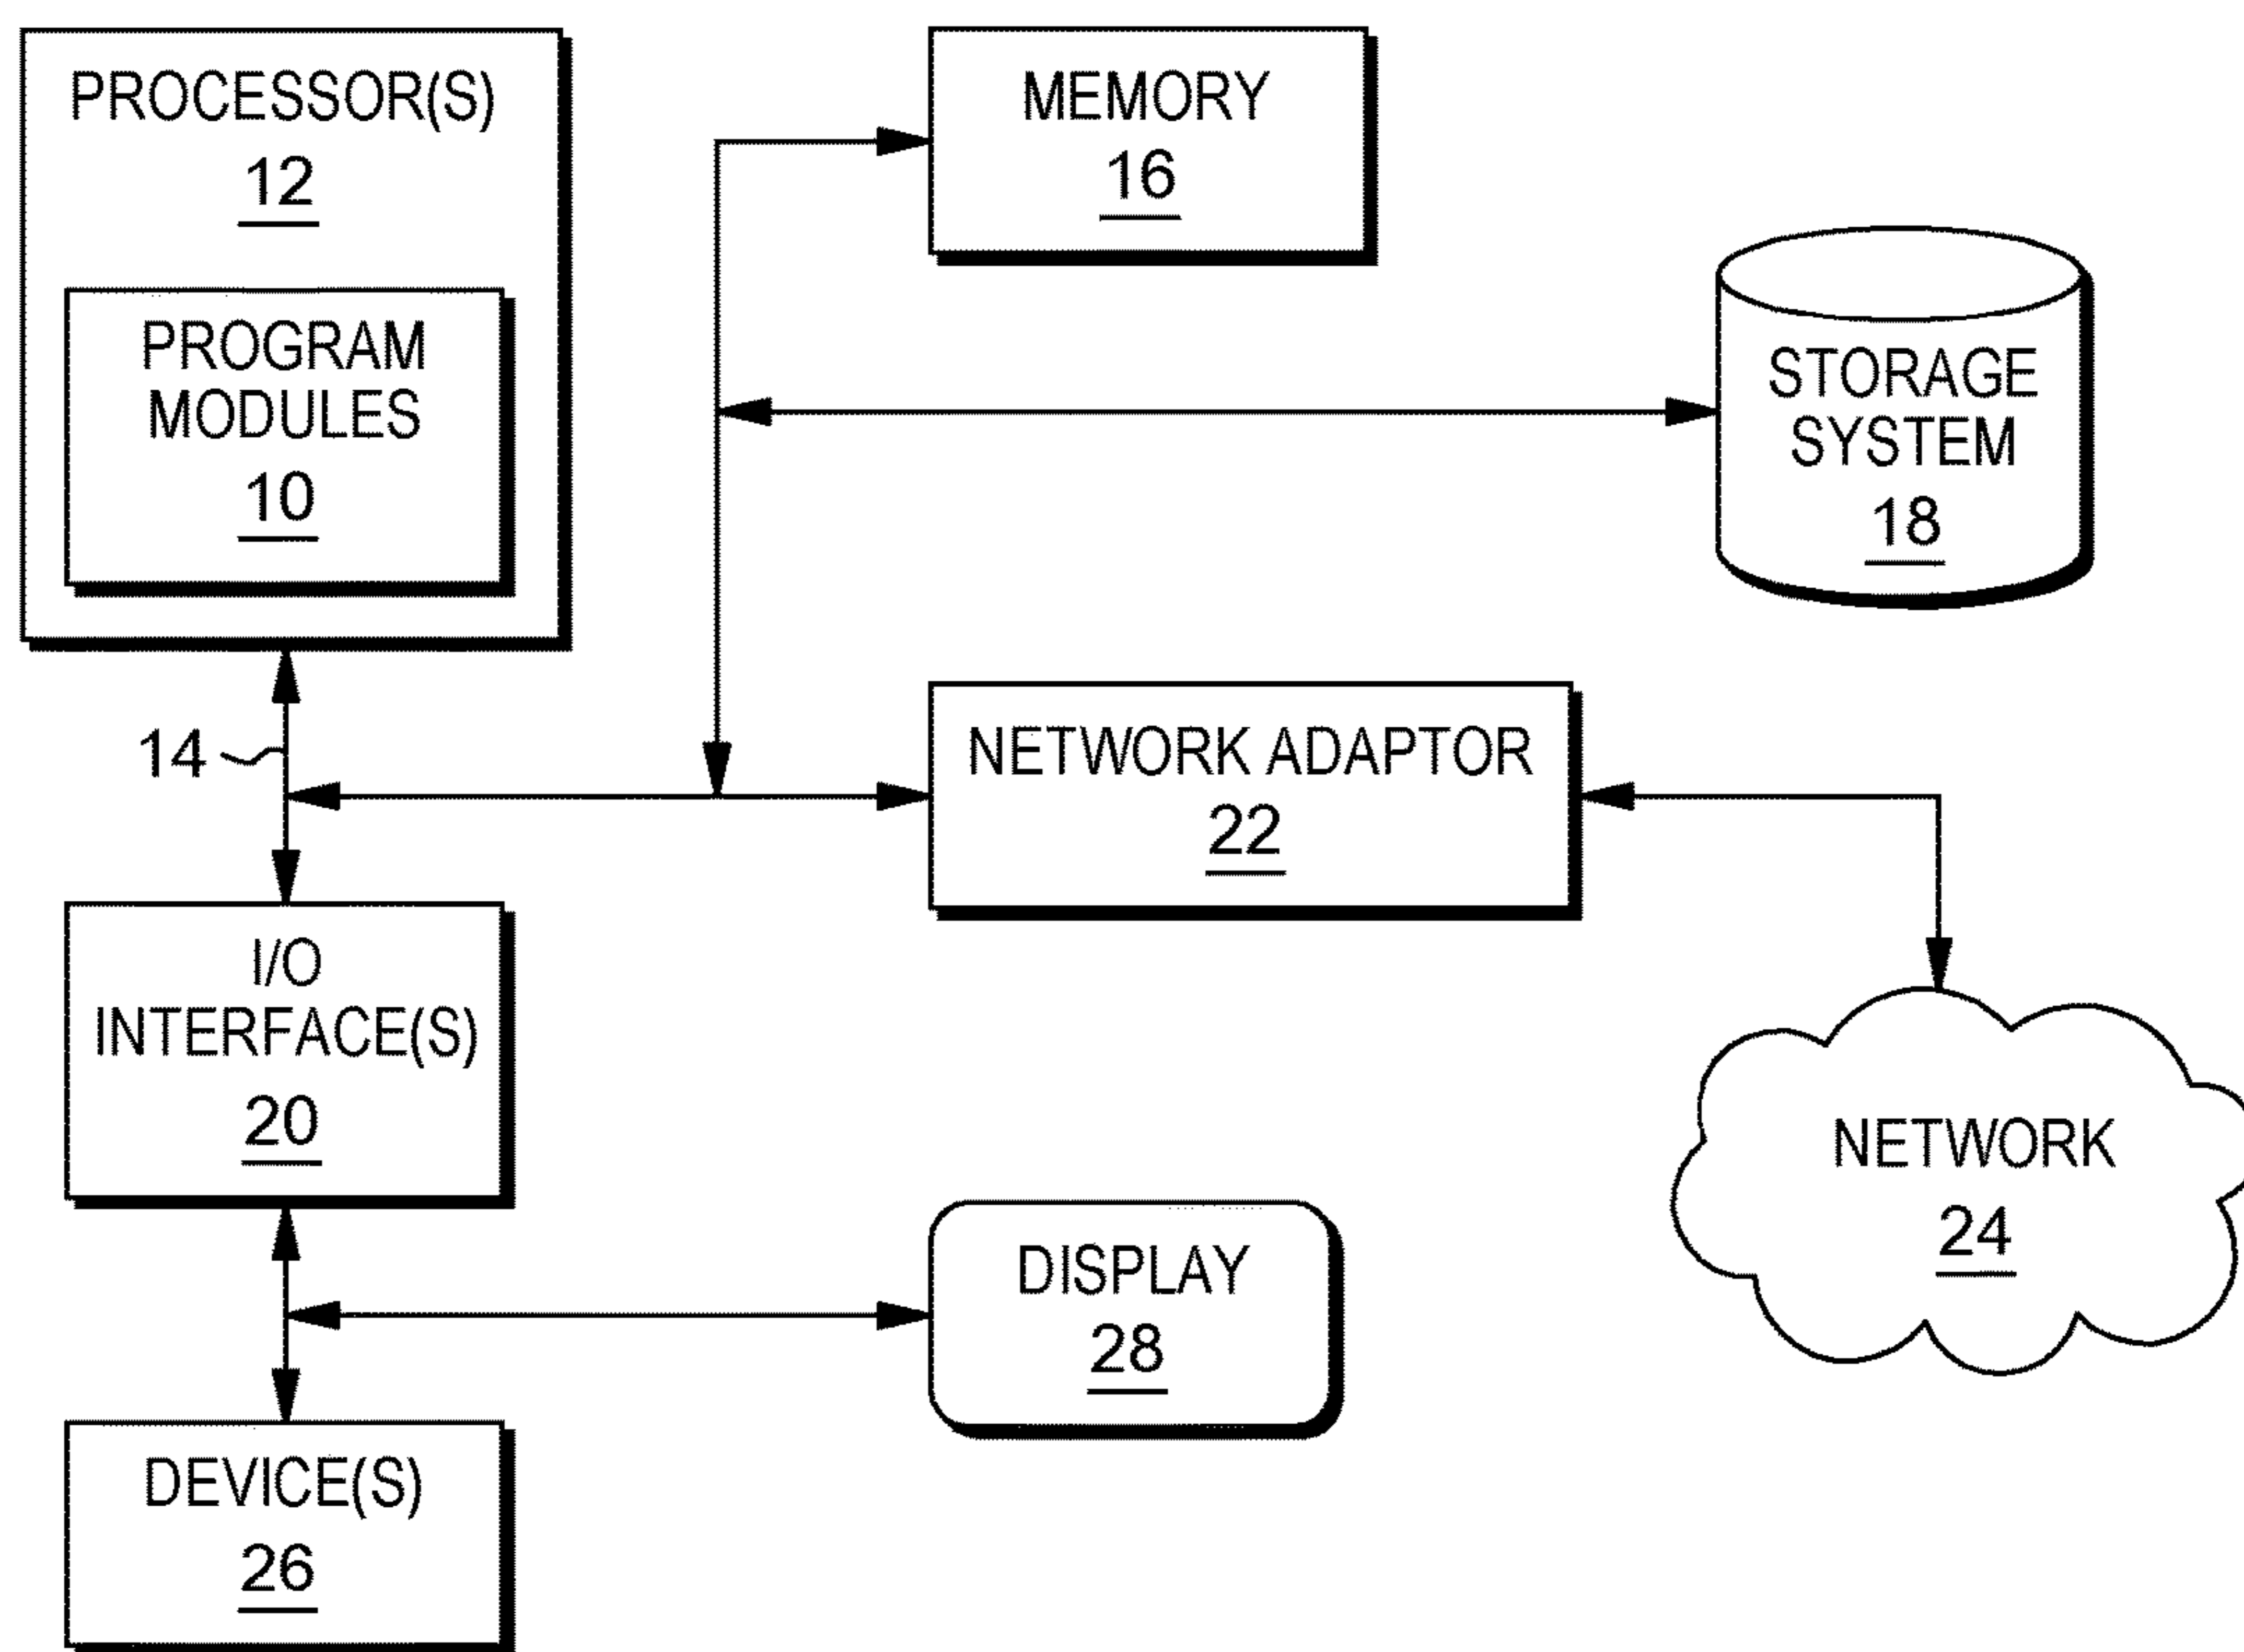 PROCESSOR(S)
12
PROGRAM
MODULES
10
MEMORY
16
STORAGE
SYSTEM
18
14
NETWORK ADAPTOR
22
I/O
INTERFACE(S)
20
NETWORK
24
DISPLAY
28
DEVICE(S)
26